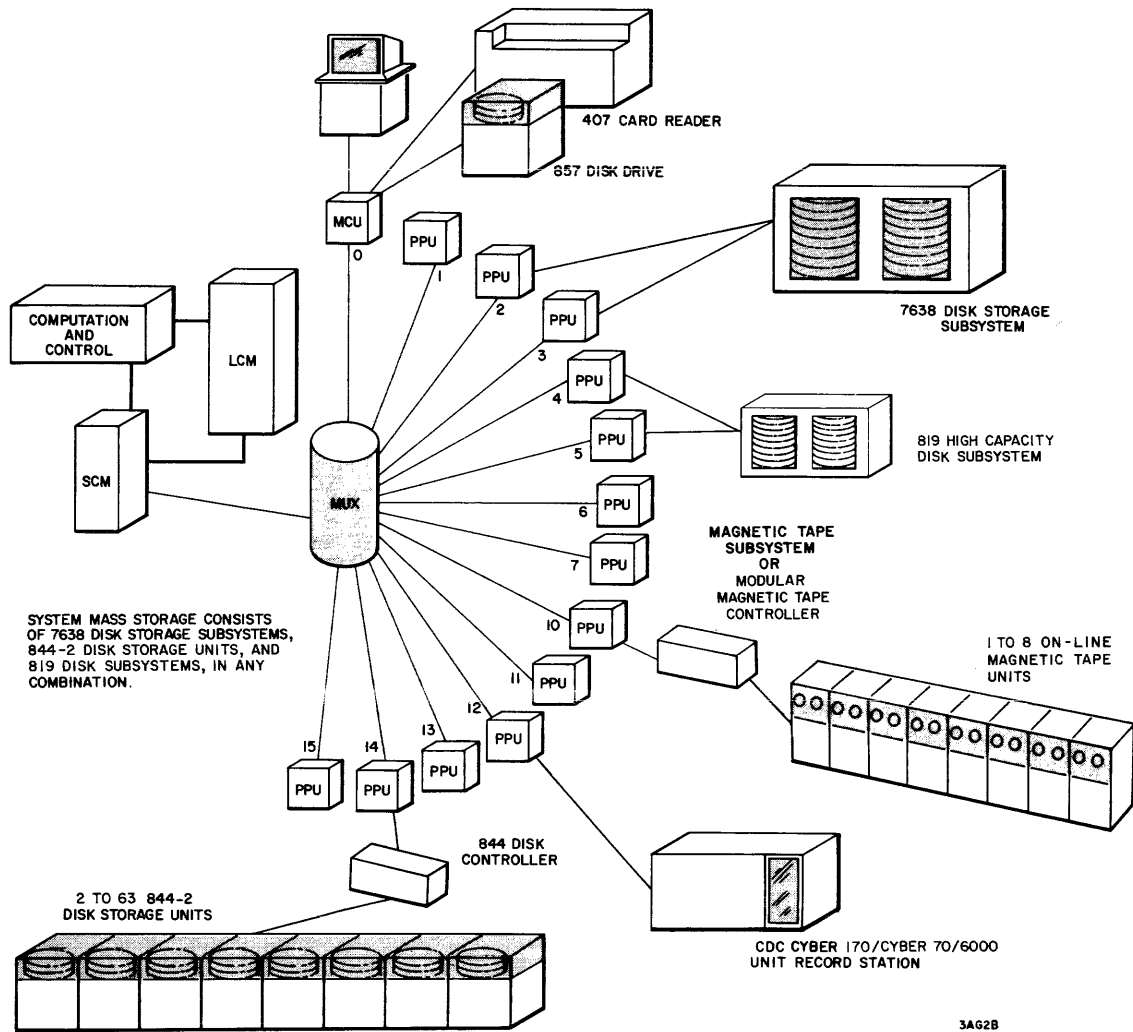 407 CARD READER
857 DISK DRIVE
MCU
0
PPU
1
PPU
2
PPU
3
PPU
4
PPU
5
PPU
6
PPU
7
PPU
10
PPU
11
PPU
12
PPU
13
PPU
14
PPU
15
7638 DISK STORAGE
SUBSYSTEM
COMPUTATION
AND
CONTROL
LCM
SCM
MUX
819 HIGH CAPACITY
DISK SUBSYSTEM
MAGNETIC TAPE
SUBSYSTEM
OR
MODULAR
MAGNETIC TAPE
CONTROLLER
1 TO 8 ON-LINE
MAGNETIC TAPE
UNITS
SYSTEM MASS STORAGE CONSISTS
OF 7638 DISK STORAGE SUBSYSTEMS,
844-2 DISK STORAGE UNITS, AND
819 DISK SUBSYSTEMS, IN ANY
COMBINATION.
844 DISK
CONTROLLER
2 TO 63 844-2
DISK STORAGE UNITS
CDC CYBER 170/CYBER 70/6000
UNIT RECORD STATION
3AG2B